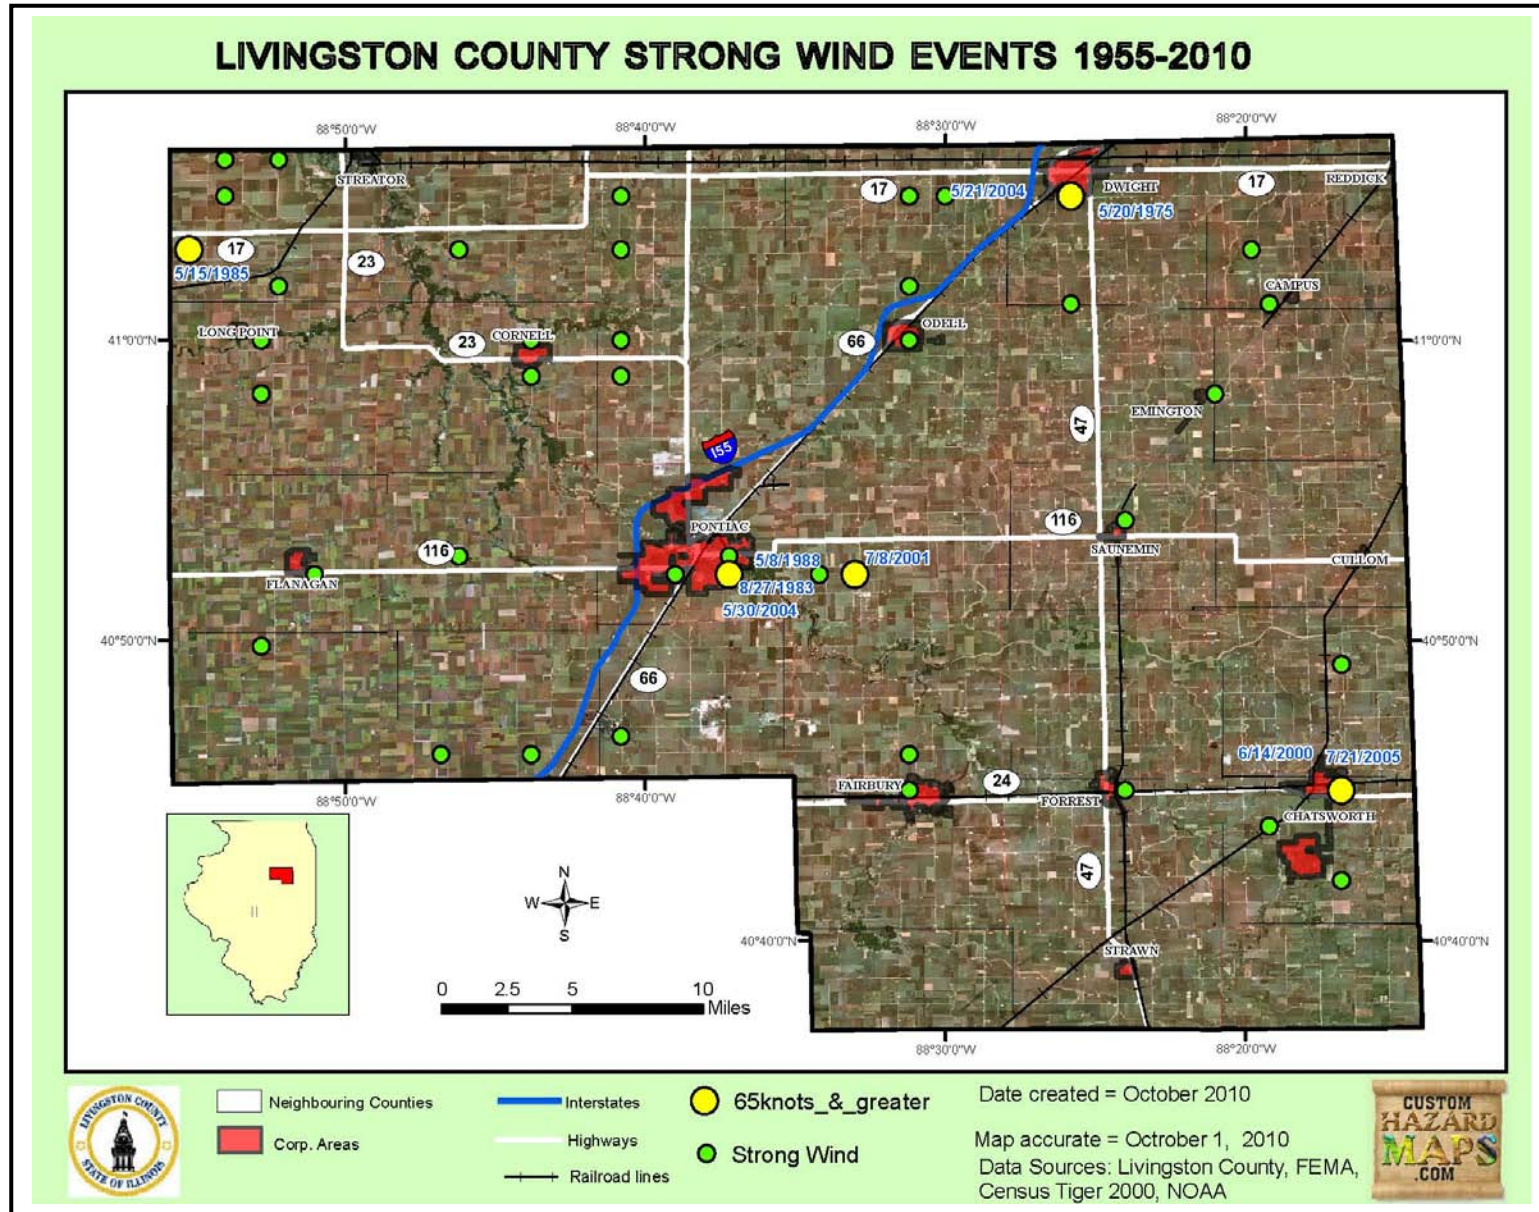 LIVINGSTON COUNTY STRONG WIND EVENTS 1955-2010
88°50'0"W
88°40'0"W
88°30'0"W
88°20'0"W
STREATOR
17
5/21/2004
DWIGHT
17
REDDICK
5/20/1975
17
23
5/15/1985
CAMPUS
LONG POINT
23
CORNELL
66
ODELL
41°0'0"N
41°0'0"N
EMINGTON
47
I55
PONTIAC
116
116
SAUNEMIN
5/8/1988
7/8/2001
CULLOM
FLANAGAN
8/27/1983
5/30/2004
40°50'0"N
40°50'0"N
66
6/14/2000
7/21/2005
FAIRBURY
24
FORREST
CHATSWORTH
88°50'0"W
88°40'0"W
47
Il
N
W
E
S
40°40'0"N
40°40'0"N
STRAWN
0
2.5
5
10
Miles
88°30'0"W
88°20'0"W
LIVINGSTON COUNTY
STATE OF ILLINOIS
Neighbouring Counties
Corp. Areas
Interstates
Highways
Railroad lines
65knots_&_greater
Strong Wind
Date created = October 2010
Map accurate = Octrober 1, 2010
Data Sources: Livingston County, FEMA,
Census Tiger 2000, NOAA
CUSTOM
HAZARD
MAPS
.COM